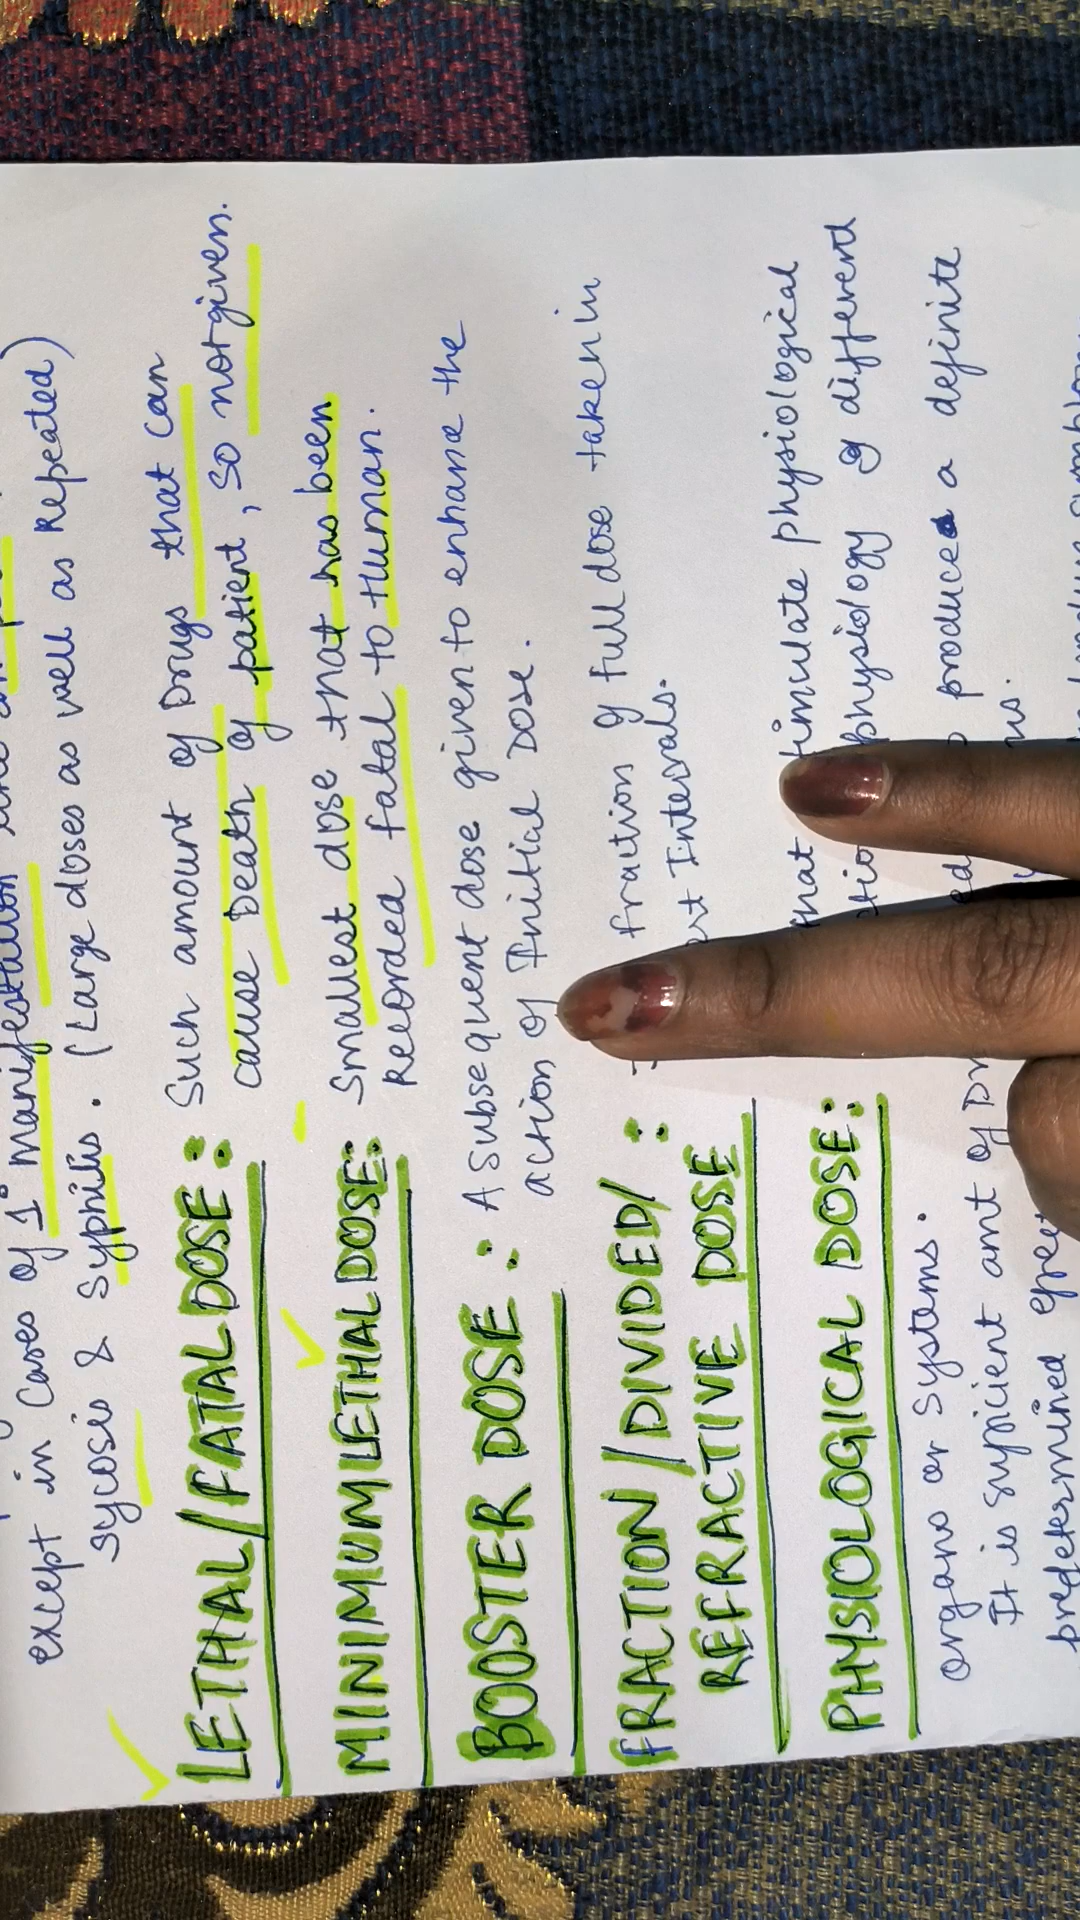 except in cases of 1° manifestation
sycosis & syphilis. (Large doses as well as Repeated)
LETHAL/FATAL DOSE: Such amount of Drugs that can
cause Death of patient, so not given.
MINIMUM LETHAL DOSE: Smallest dose that has been
Recorded fatal to Human.
BOOSTER DOSE: A Subsequent dose given to enhance the
action of Initial Dose.
FRACTION/DIVIDED/ fraction of full dose taken in
REFRACTIVE DOSE Intervals.
PHYSIOLOGICAL DOSE: that physiological
physiology of different
organs or systems.
It is sufficient amt of produces a definite
predetermined